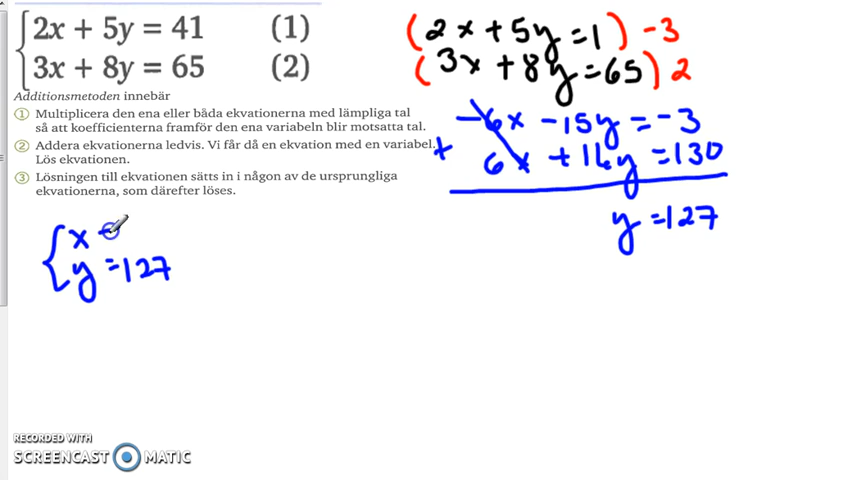 2x + 5y = 41 (1)
3x + 8y = 65 (2)
Additionsmetoden innebär
1 Multiplicera den ena eller båda ekvationerna med lämpliga tal
så att koefficienterna framför den ena variabeln blir motsatta tal.
2 Addera ekvationerna ledvis. Vi får då en ekvation med en variabel.
Lös ekvationen.
3 Lösningen till ekvationen sätts in i någon av de ursprungliga
ekvationerna, som därefter löses.
(2x + 5y = 1) -3
(3x + 8y = 65) 2
-6x - 15y = -3
+ 6x + 16y = 130
y = 127
x
y = 127
RECORDED WITH
SCREENCAST MATIC